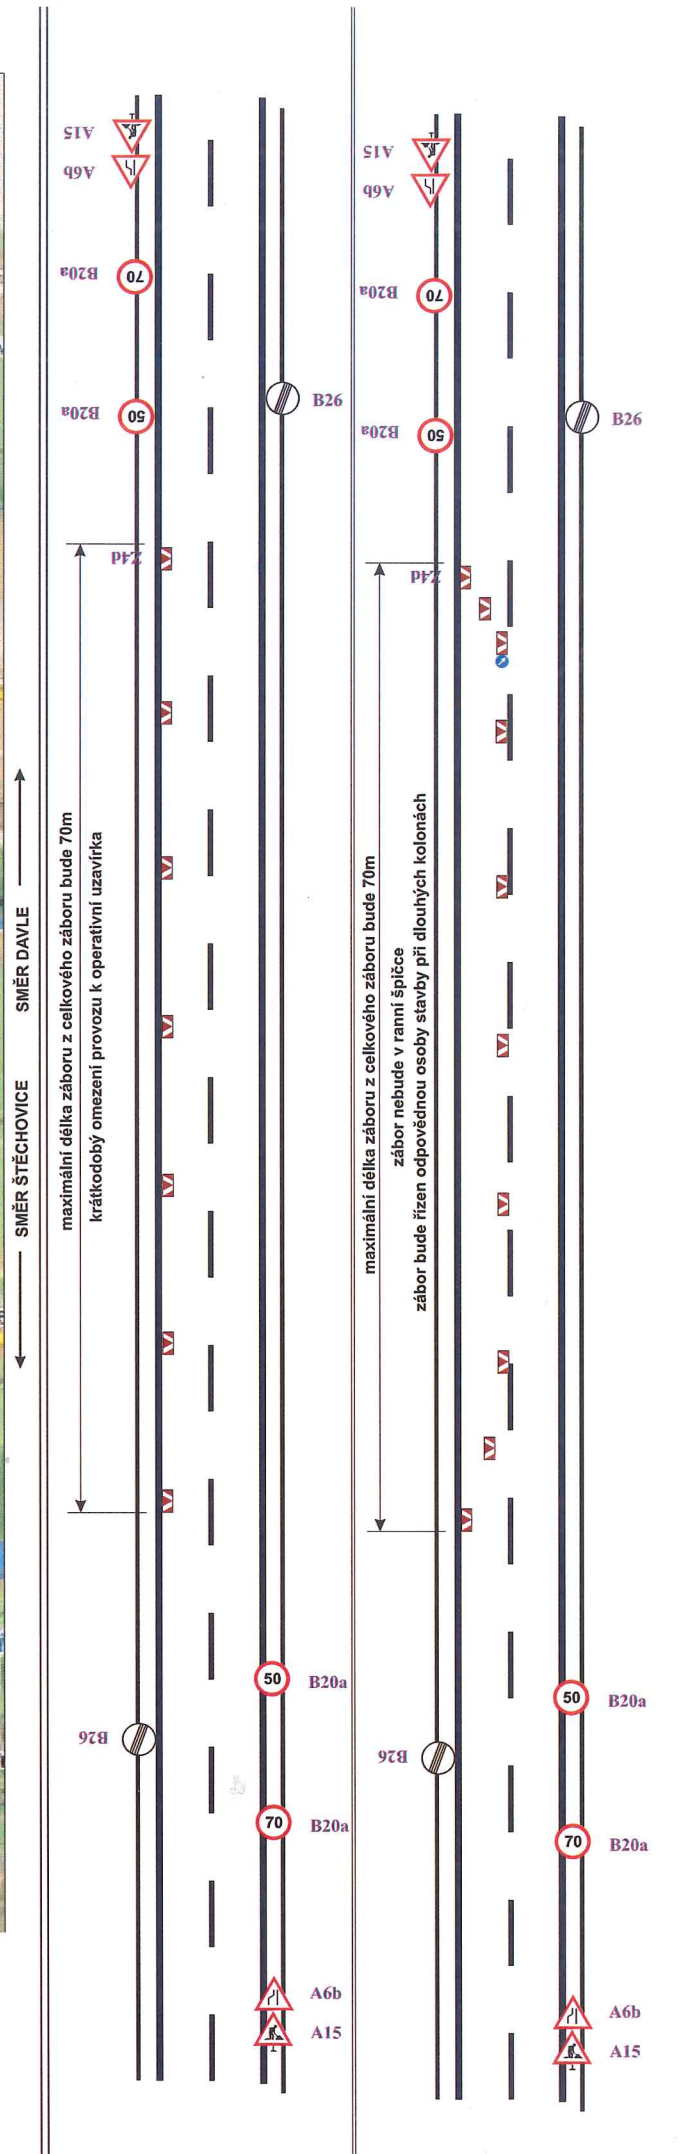 SMĚR ŠTĚCHOVICE
SMĚR DAVLE
A15
A6b
B20a
70
B20a
50
B26
Z4d
maximální délka záboru z celkového záboru bude 70m
krátkodobý omezení provozu k operativní uzavírka
50
B20a
B26
70
B20a
A6b
A15
A15
A6b
B20a
70
B20a
50
B26
Z4d
maximální délka záboru z celkového záboru bude 70m
zábor nebude v ranní špičce
zábor bude řízen odpovědnou osoby stavby při dlouhých kolonách
50
B20a
B26
70
B20a
A6b
A15